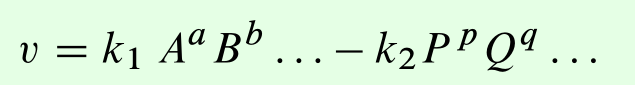 v = k₁ AᵃBᵇ … − k₂PᵖQ^q …